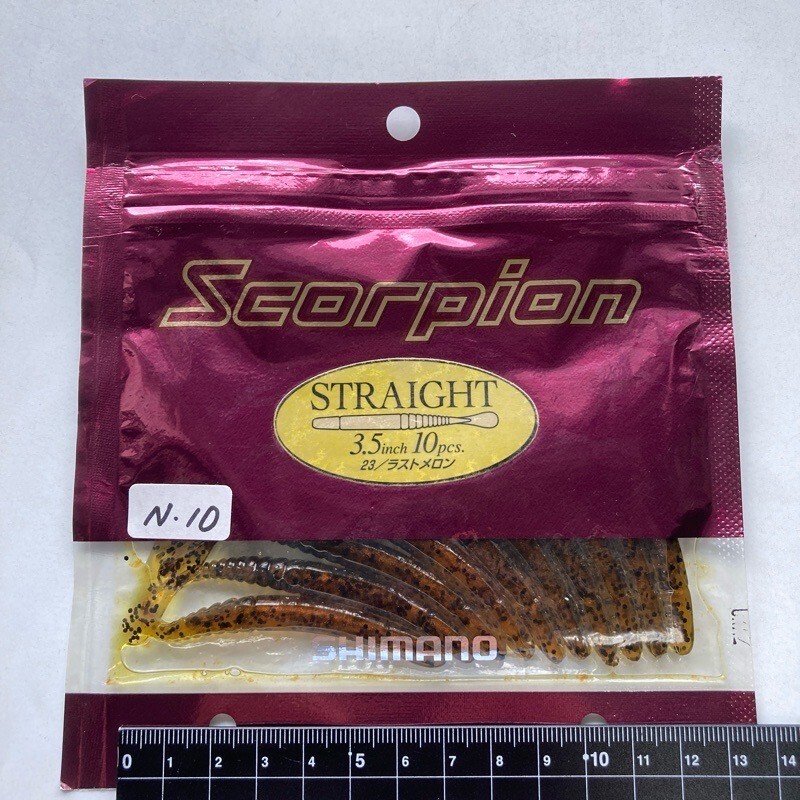 Scorpion
STRAIGHT
3.5inch 10pcs.
23/ラストメロン
N.10
SHIMANO
0 1 2 3 4 5 6 7 8 9 10 11 12 13 14